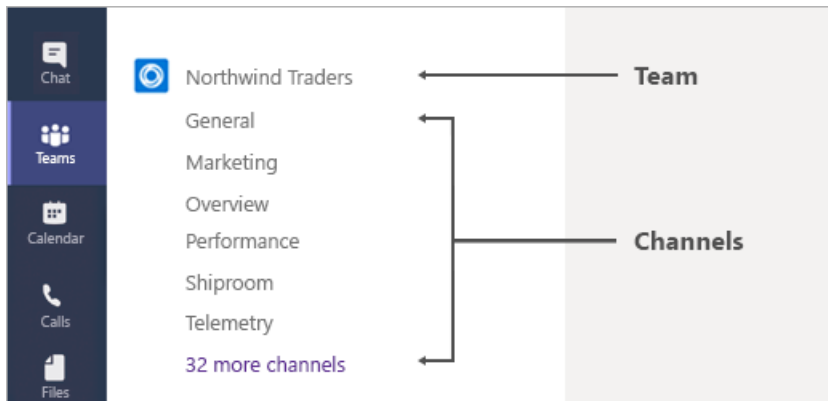 Chat
Teams
Calendar
Calls
Files
Northwind Traders
General
Marketing
Overview
Performance
Shiproom
Telemetry
32 more channels
Team
Channels